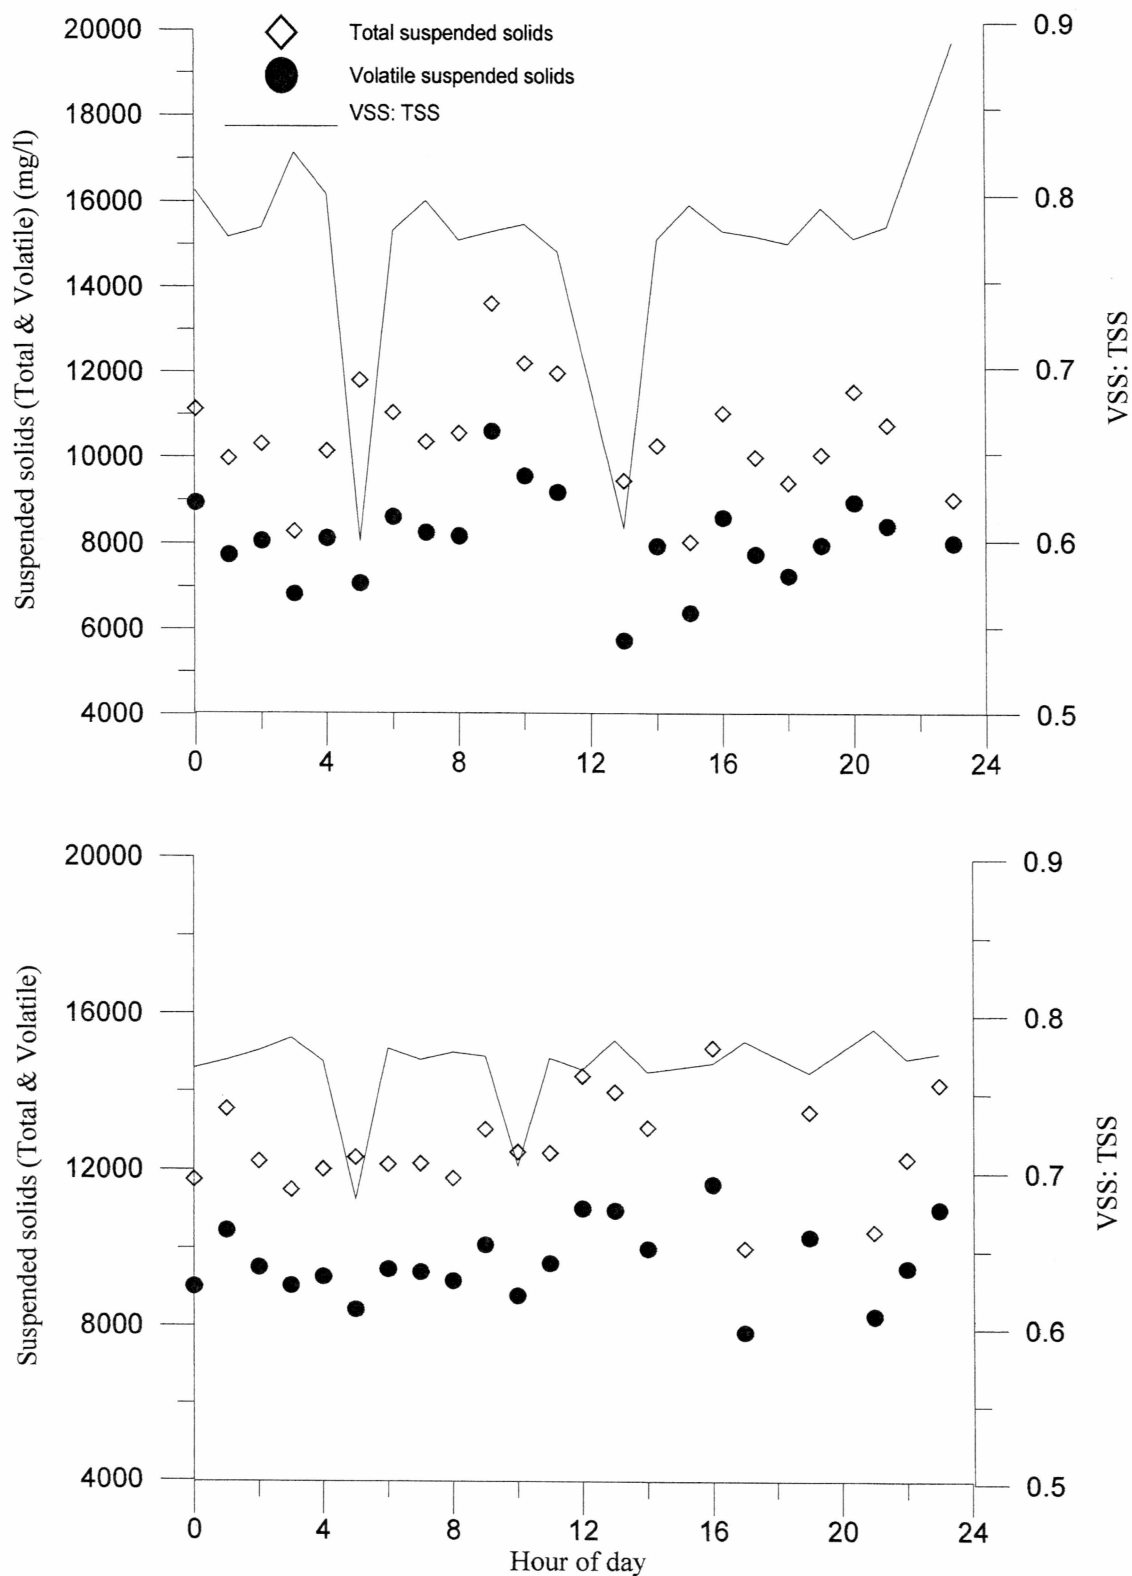 Total suspended solids
Volatile suspended solids
VSS: TSS
Suspended solids (Total & Volatile) (mg/l)
20000
18000
16000
14000
12000
10000
8000
6000
4000
0.9
0.8
0.7
0.6
0.5
VSS: TSS
0 4 8 12 16 20 24
Suspended solids (Total & Volatile)
20000
16000
12000
8000
4000
0.9
0.8
0.7
0.6
0.5
VSS: TSS
0 4 8 12 16 20 24
Hour of day